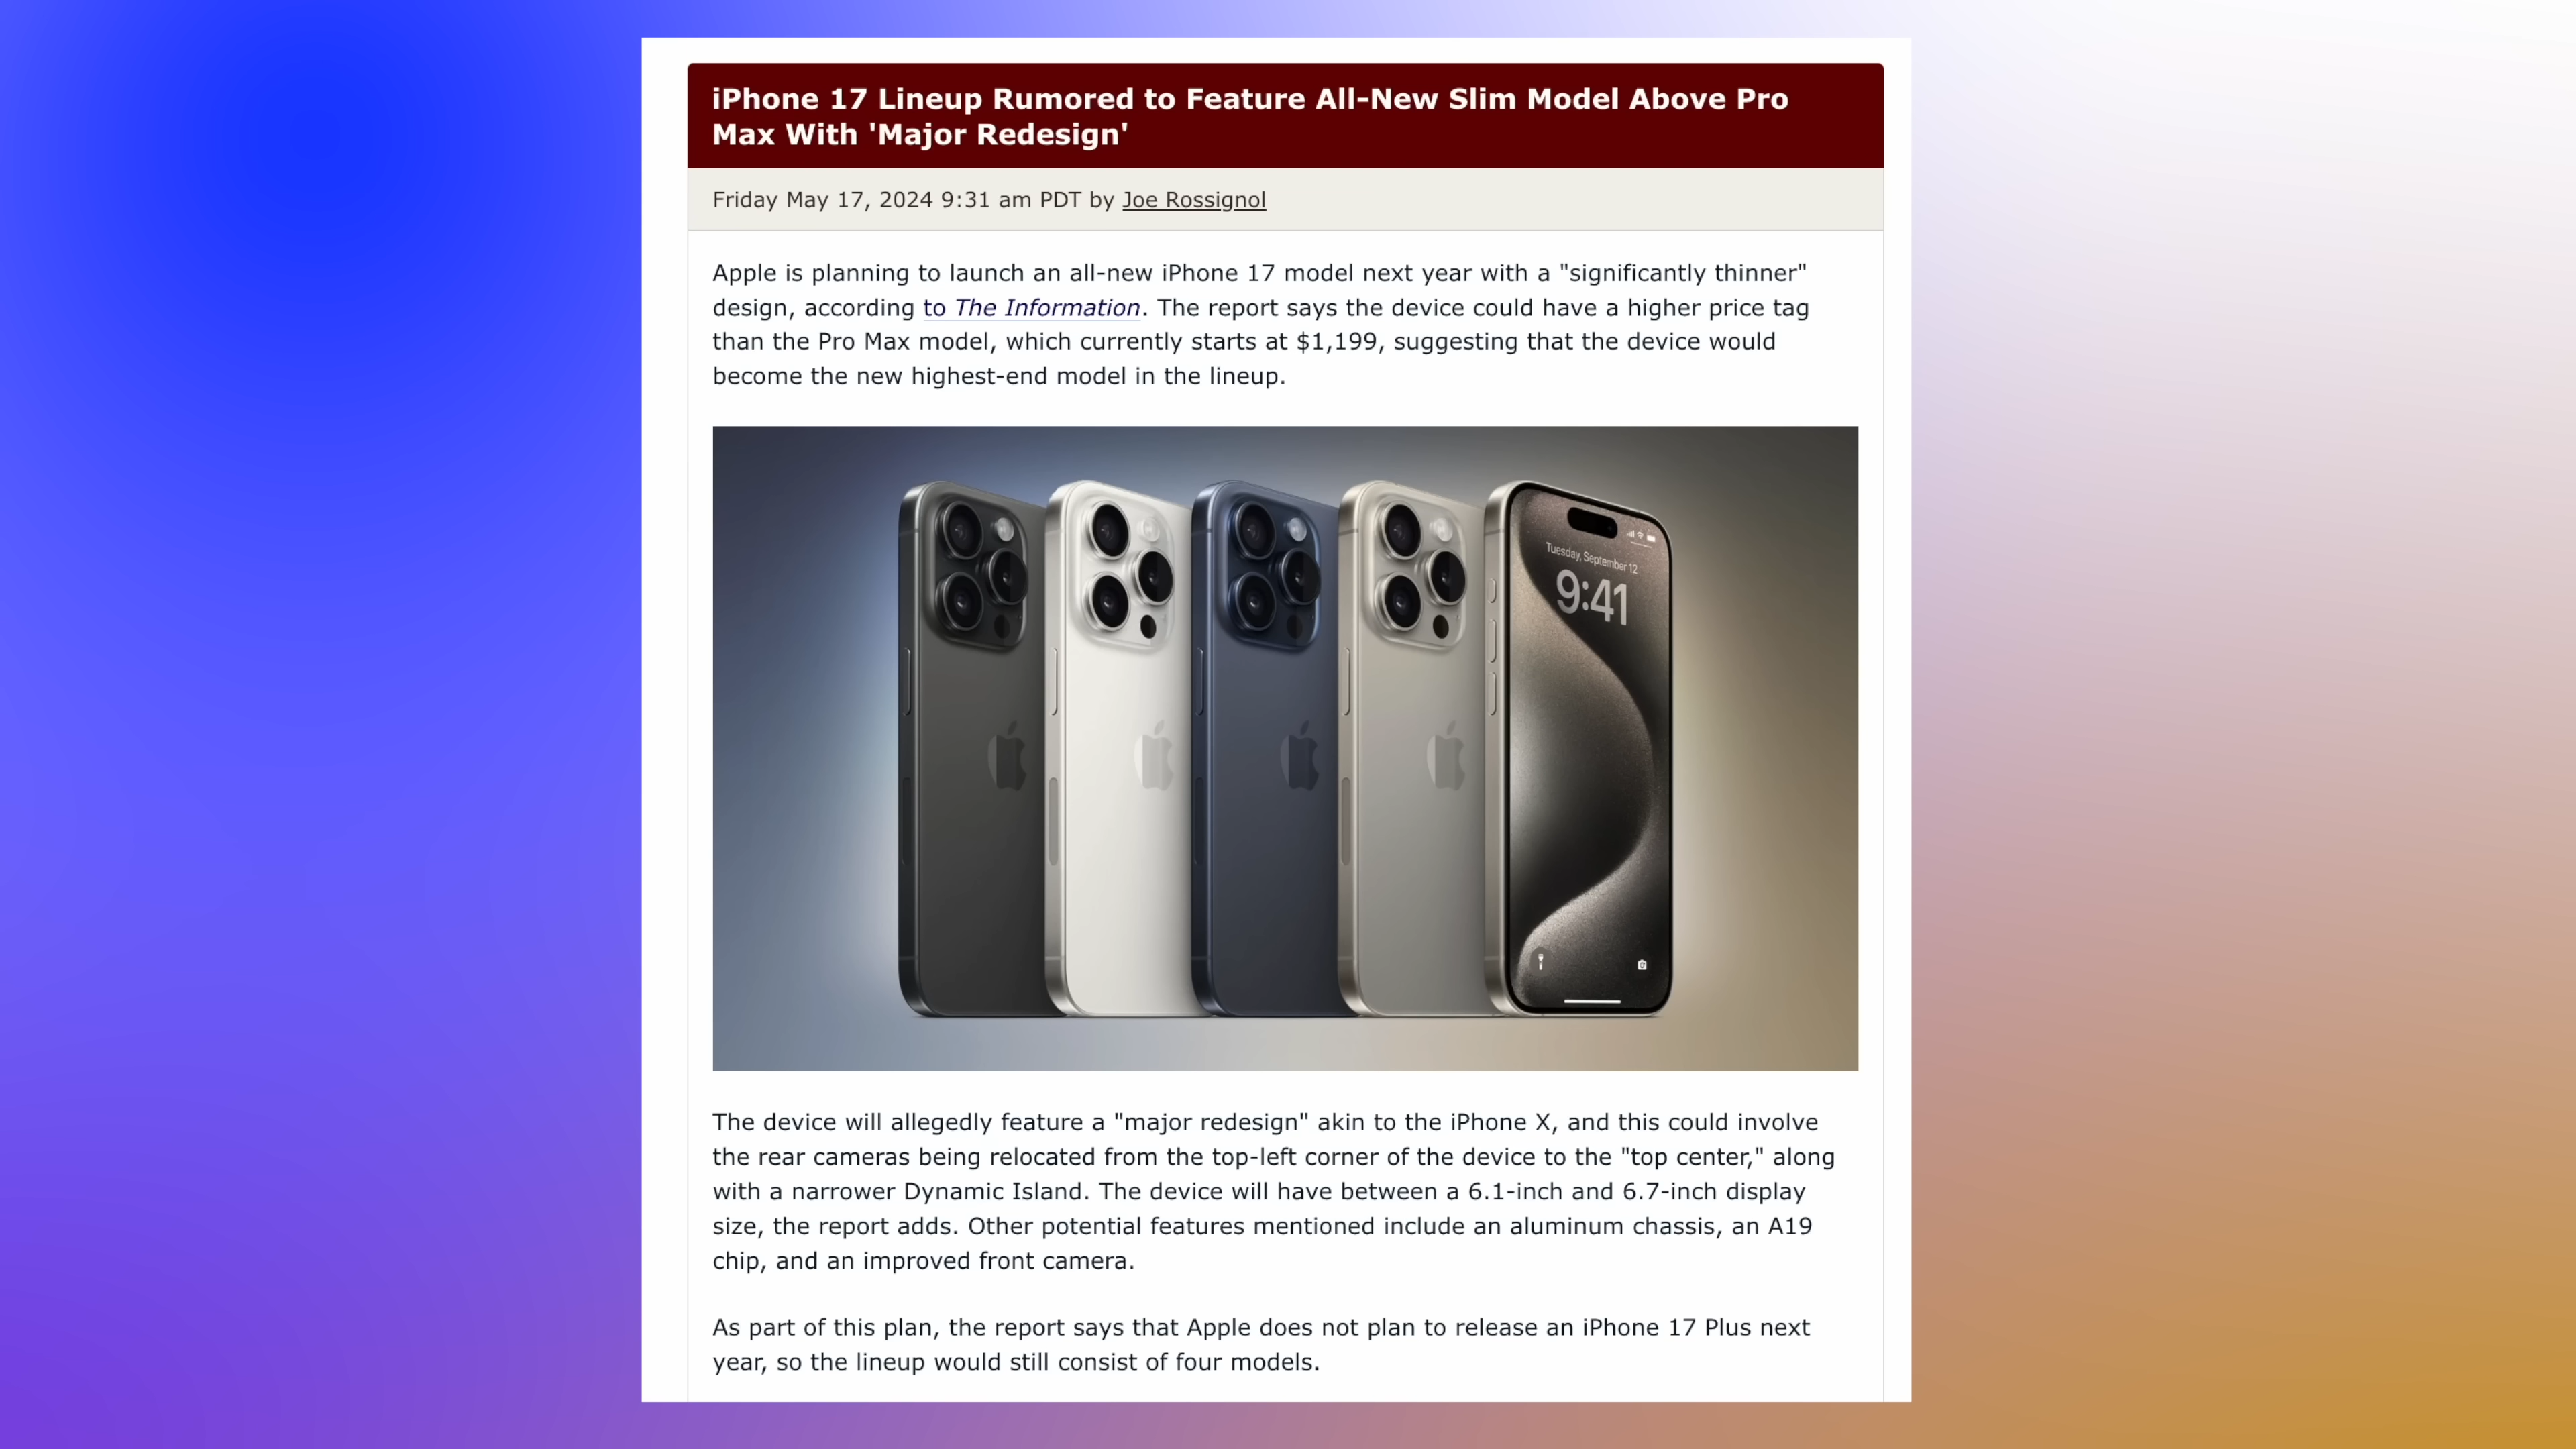 iPhone 17 Lineup Rumored to Feature All-New Slim Model Above Pro
Max With 'Major Redesign'
Friday May 17, 2024 9:31 am PDT by Joe Rossignol
Apple is planning to launch an all-new iPhone 17 model next year with a "significantly thinner"
design, according to The Information. The report says the device could have a higher price tag
than the Pro Max model, which currently starts at $1,199, suggesting that the device would
become the new highest-end model in the lineup.
Tuesday, September 12
9:41
The device will allegedly feature a "major redesign" akin to the iPhone X, and this could involve
the rear cameras being relocated from the top-left corner of the device to the "top center," along
with a narrower Dynamic Island. The device will have between a 6.1-inch and 6.7-inch display
size, the report adds. Other potential features mentioned include an aluminum chassis, an A19
chip, and an improved front camera.
As part of this plan, the report says that Apple does not plan to release an iPhone 17 Plus next
year, so the lineup would still consist of four models.